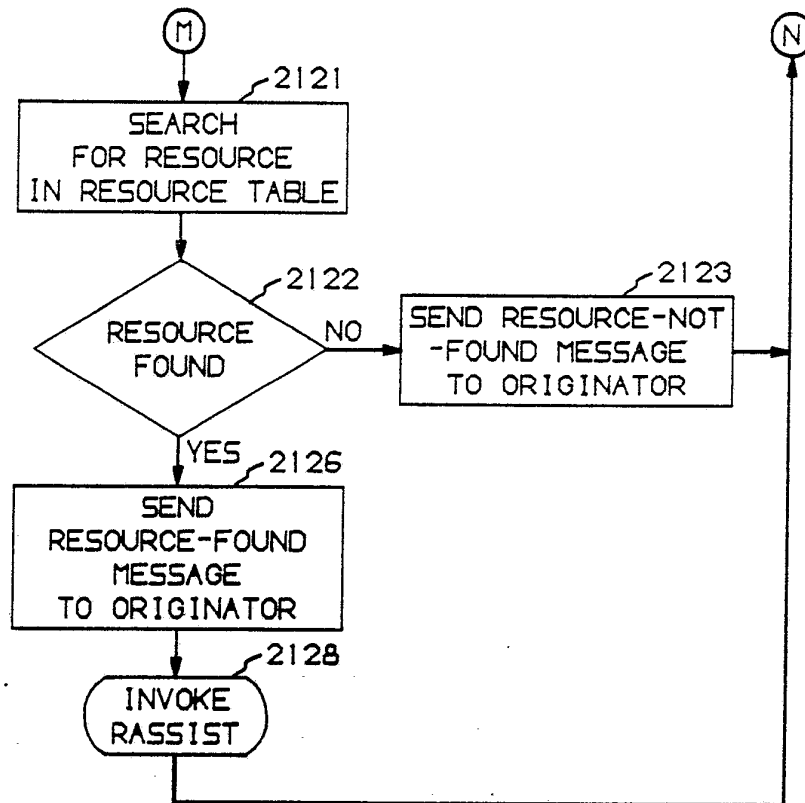 M
N
2121
SEARCH
FOR RESOURCE
IN RESOURCE TABLE
2122
RESOURCE
FOUND
NO
2123
SEND RESOURCE-NOT
-FOUND MESSAGE
TO ORIGINATOR
YES
2126
SEND
RESOURCE-FOUND
MESSAGE
TO ORIGINATOR
2128
INVOKE
RASSIST